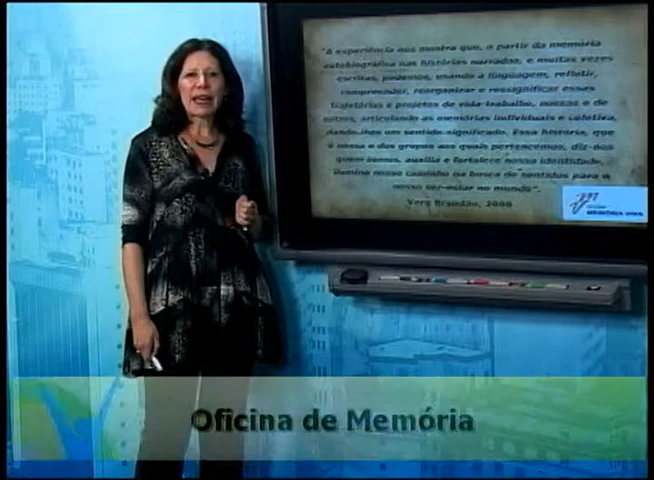 "A experiência nos mostra que, a partir da memória
autobiográfica nas histórias narradas, e muitas vezes
escritas, podemos, usando a linguagem, refletir,
compreender, reorganizar e ressignificar essas
trajetórias e projetos de vida-trabalho, nossas e de
outros, articulando as memórias individuais e coletiva,
dando-lhes um sentido-significado. Essa história, que
é nossa e dos grupos aos quais pertencemos, diz-nos
quem somos, auxilia e fortalece nossa identidade,
ilumina nosso caminho na busca de "sentidos para o
nosso ser-estar no mundo".
Vera Brandão, 2008
MEMÓRIA VIVA
Oficina de Memória